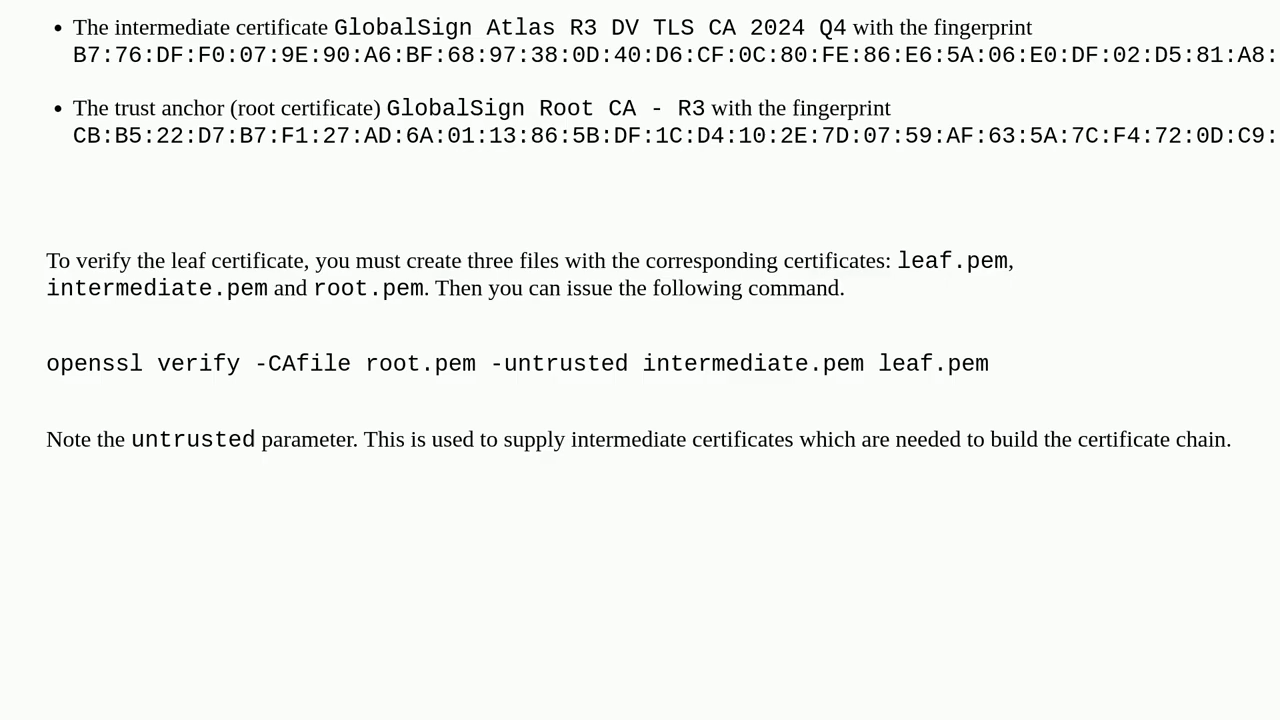 • The intermediate certificate GlobalSign Atlas R3 DV TLS CA 2024 Q4 with the fingerprint
B7:76:DF:F0:07:9E:90:A6:BF:68:97:38:0D:40:D6:CF:0C:80:FE:86:E6:5A:06:E0:DF:02:D5:81:A8:
• The trust anchor (root certificate) GlobalSign Root CA - R3 with the fingerprint
CB:B5:22:D7:B7:F1:27:AD:6A:01:13:86:5B:DF:1C:D4:10:2E:7D:07:59:AF:63:5A:7C:F4:72:0D:C9:
To verify the leaf certificate, you must create three files with the corresponding certificates: leaf.pem,
intermediate.pem and root.pem. Then you can issue the following command.
openssl verify -CAfile root.pem -untrusted intermediate.pem leaf.pem
Note the untrusted parameter. This is used to supply intermediate certificates which are needed to build the certificate chain.